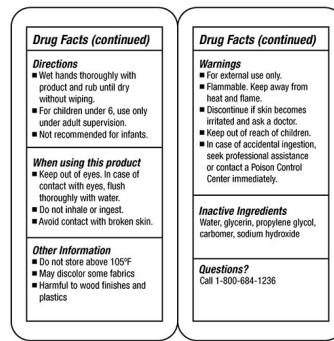 Drug Facts (continued)
Directions
■ Wet hands thoroughly with
product and rub until dry
without wiping.
■ For children under 6, use only
under adult supervision.
■ Not recommended for infants.
When using this product
■ Keep out of eyes. In case of
contact with eyes, flush
thoroughly with water.
■ Do not inhale or ingest.
■ Avoid contact with broken skin.
Other Information
■ Do not store above 105ºF
■ May discolor some fabrics
■ Harmful to wood finishes and
plastics
Drug Facts (continued)
Warnings
■ For external use only.
■ Flammable. Keep away from
heat and flame.
■ Discontinue if skin becomes
irritated and ask a doctor.
■ Keep out of reach of children.
■ In case of accidental ingestion,
seek professional assistance
or contact a Poison Control
Center immediately.
Inactive Ingredients
Water, glycerin, propylene glycol,
carbomer, sodium hydroxide
Questions?
Call 1-800-684-1236